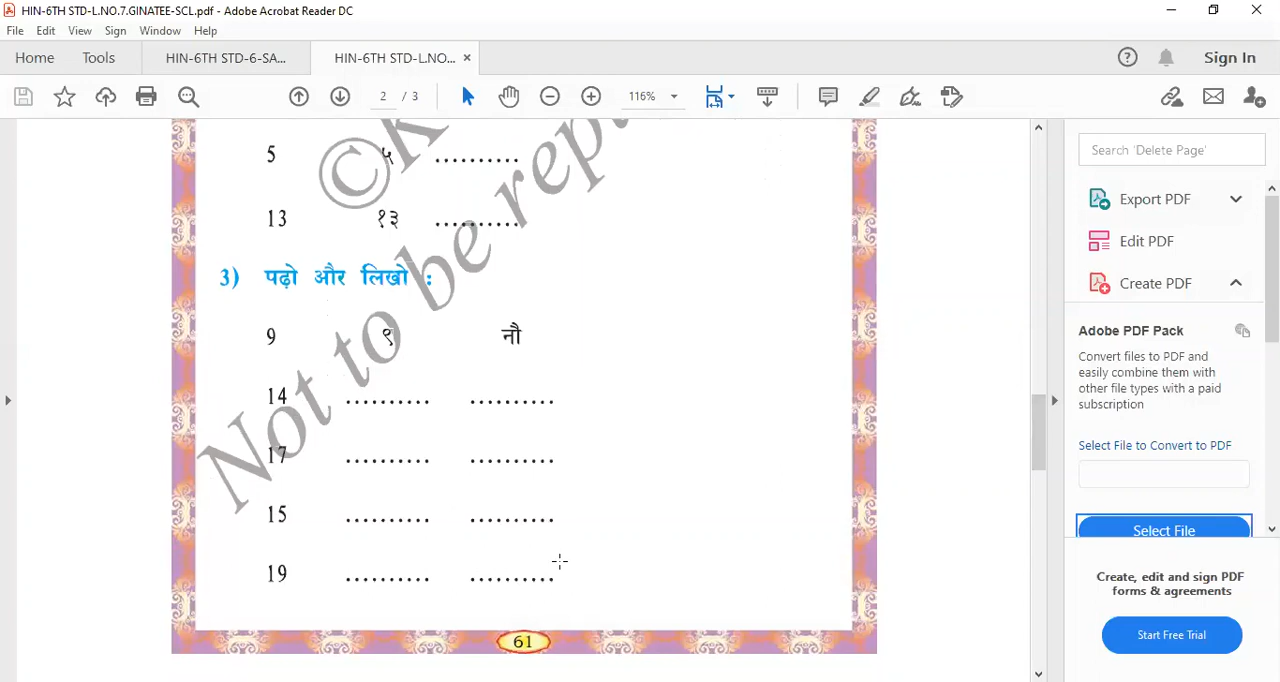 HIN-6TH STD-L.NO.7.GINATEE-SCL.pdf - Adobe Acrobat Reader DC
File Edit View Sign Window Help
Home Tools HIN-6TH STD-6-SA... HIN-6TH STD-L.NO... × Sign In
2 / 3 116%
5 ५ ..........
13 १३ ..........
3) पढ़ो और लिखो :
9 ९ नौ
14 .......... ..........
17 .......... ..........
15 .......... ..........
19 .......... ..........
61
© K
Not to be rep
Search 'Delete Page'
Export PDF
Edit PDF
Create PDF
Adobe PDF Pack
Convert files to PDF and
easily combine them with
other file types with a paid
subscription
Select File to Convert to PDF
Select File
Create, edit and sign PDF
forms & agreements
Start Free Trial